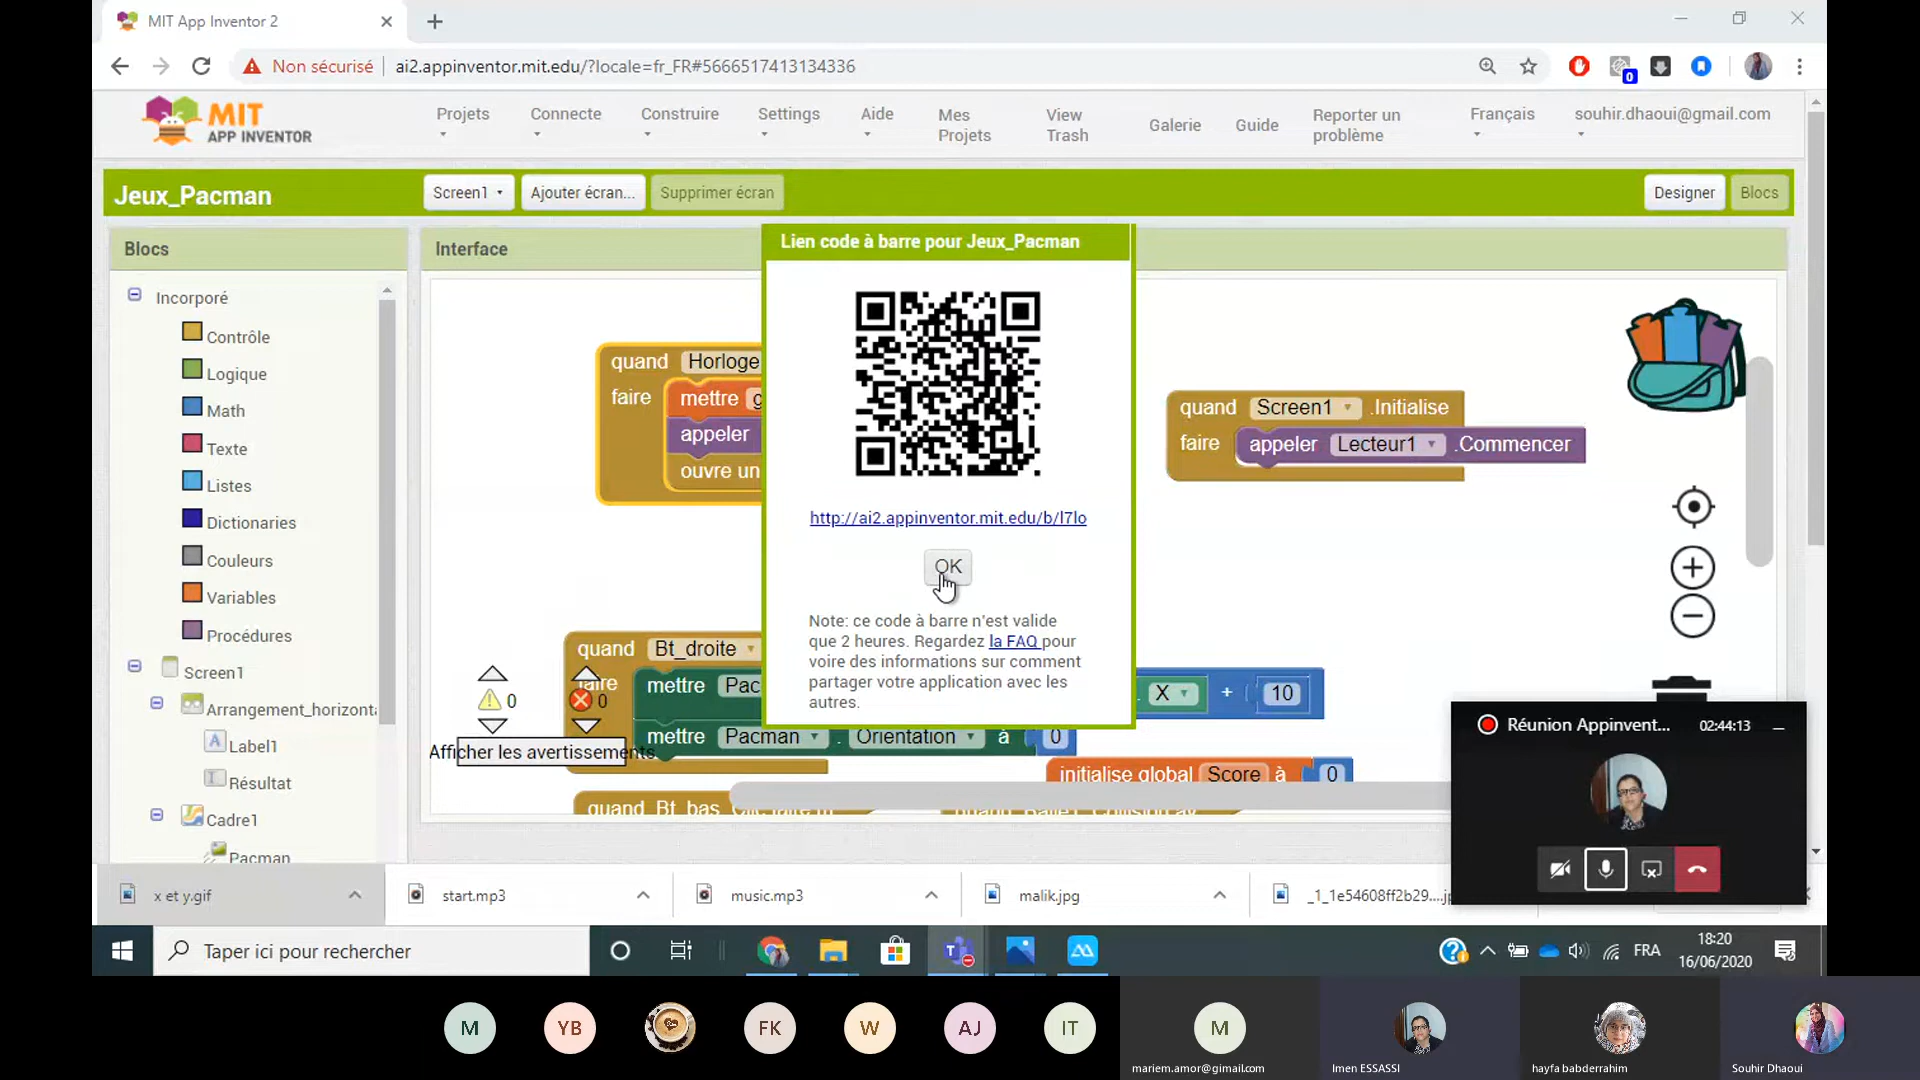 MIT App Inventor 2
Non sécurisé
ai2.appinventor.mit.edu/?locale=fr_FR#5666517413134336
0
MIT
APP INVENTOR
Projets
Connecte
Construire
Settings
Aide
Mes
Projets
View
Trash
Galerie
Guide
Reporter un
problème
Français
souhir.dhaoui@gmail.com
Jeux_Pacman
Screen1
Ajouter écran...
Supprimer écran
Designer
Blocs
Blocs
Incorporé
Contrôle
Logique
Math
Texte
Listes
Dictionaries
Couleurs
Variables
Procédures
Screen1
Arrangement_horizont
Label1
Résultat
Cadre1
Pacman
Interface
quand Horloge
faire mettre g
appeler
ouvre un
Lien code à barre pour Jeux_Pacman
http://ai2.appinventor.mit.edu/b/l7lo
OK
Note: ce code à barre n'est valide
que 2 heures. Regardez la FAQ pour
voire des informations sur comment
partager votre application avec les
autres.
quand Screen1 .Initialise
faire appeler Lecteur1 .Commencer
quand Bt_droite
faire mettre Pac
. X + 10
mettre Pacman . Orientation à 0
0
0
Afficher les avertissements
initialise global Score à 0
quand Bt_bas
Réunion Appinvent...
02:44:13
x et y.gif
start.mp3
music.mp3
malik.jpg
_1_1e54608ff2b29....j
Taper ici pour rechercher
FRA
18:20
16/06/2020
M
YB
FK
W
AJ
IT
M
mariem.amor@gimail.com
Imen ESSASSI
hayfa babderrahim
Souhir Dhaoui